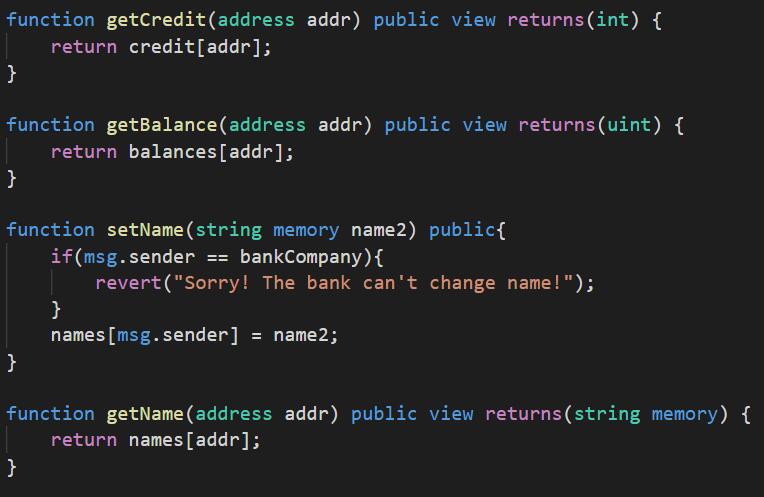 function getCredit(address addr) public view returns(int) {
    return credit[addr];
}

function getBalance(address addr) public view returns(uint) {
    return balances[addr];
}

function setName(string memory name2) public{
    if(msg.sender == bankCompany){
        revert("Sorry! The bank can't change name!");
    }
    names[msg.sender] = name2;
}

function getName(address addr) public view returns(string memory) {
    return names[addr];
}